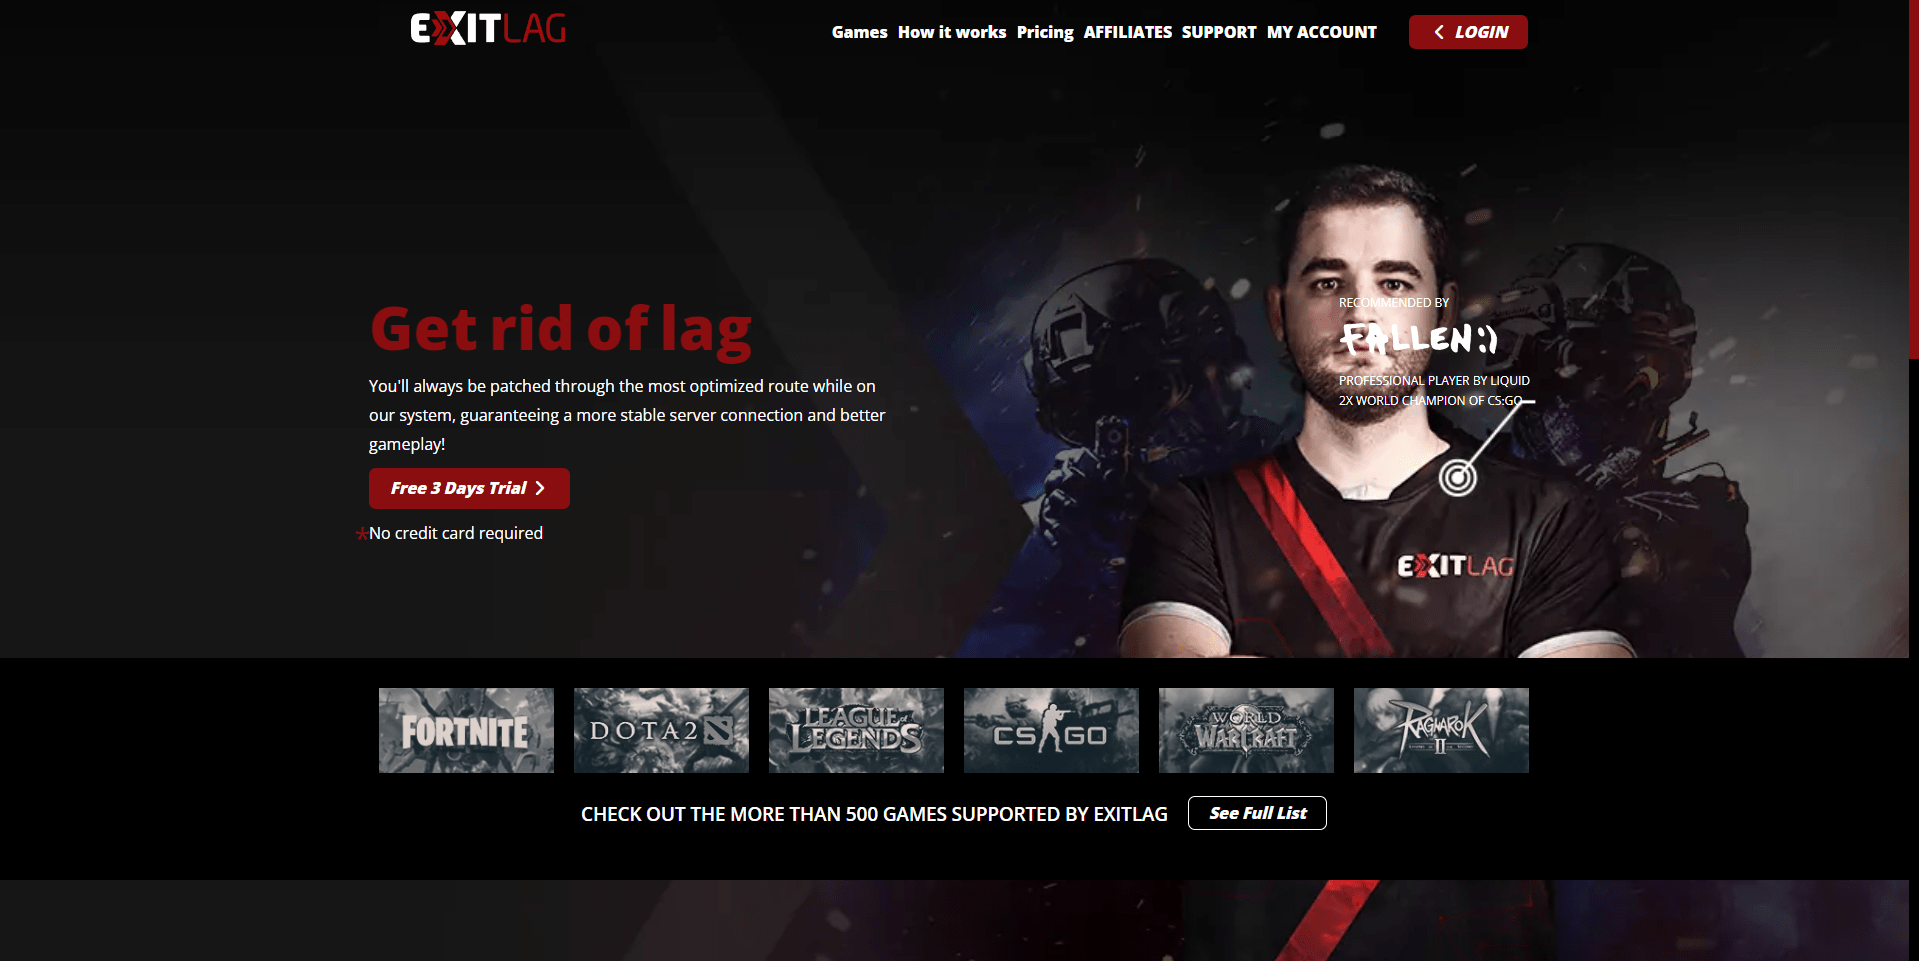 EXITLAG
Games How it works Pricing AFFILIATES SUPPORT MY ACCOUNT LOGIN
RECOMMENDED BY
FALLEN:)
PROFESSIONAL PLAYER BY LIQUID
2X WORLD CHAMPION OF CS:GO
Get rid of lag
You'll always be patched through the most optimized route while on
our system, guaranteeing a more stable server connection and better
gameplay!
Free 3 Days Trial
*No credit card required
EXITLAG
FORTNITE
DOTA 2
LEAGUE of
LEGENDS
CS GO
WORLD
WARCRAFT
RAGNAROK
II
CHECK OUT THE MORE THAN 500 GAMES SUPPORTED BY EXITLAG See Full List